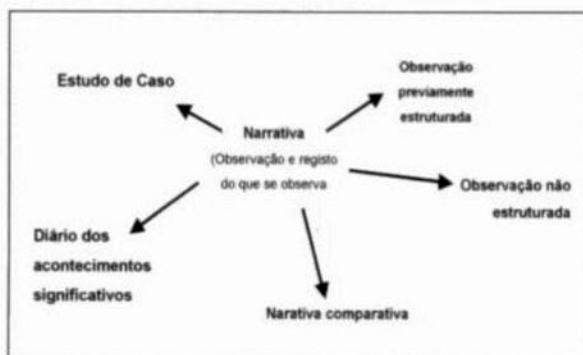 Estudo de Caso
Observação
previamente
estruturada
Narrativa
(Observação e registo
do que se observa
Observação não
estruturada
Diário dos
acontecimentos
significativos
Narativa comparativa